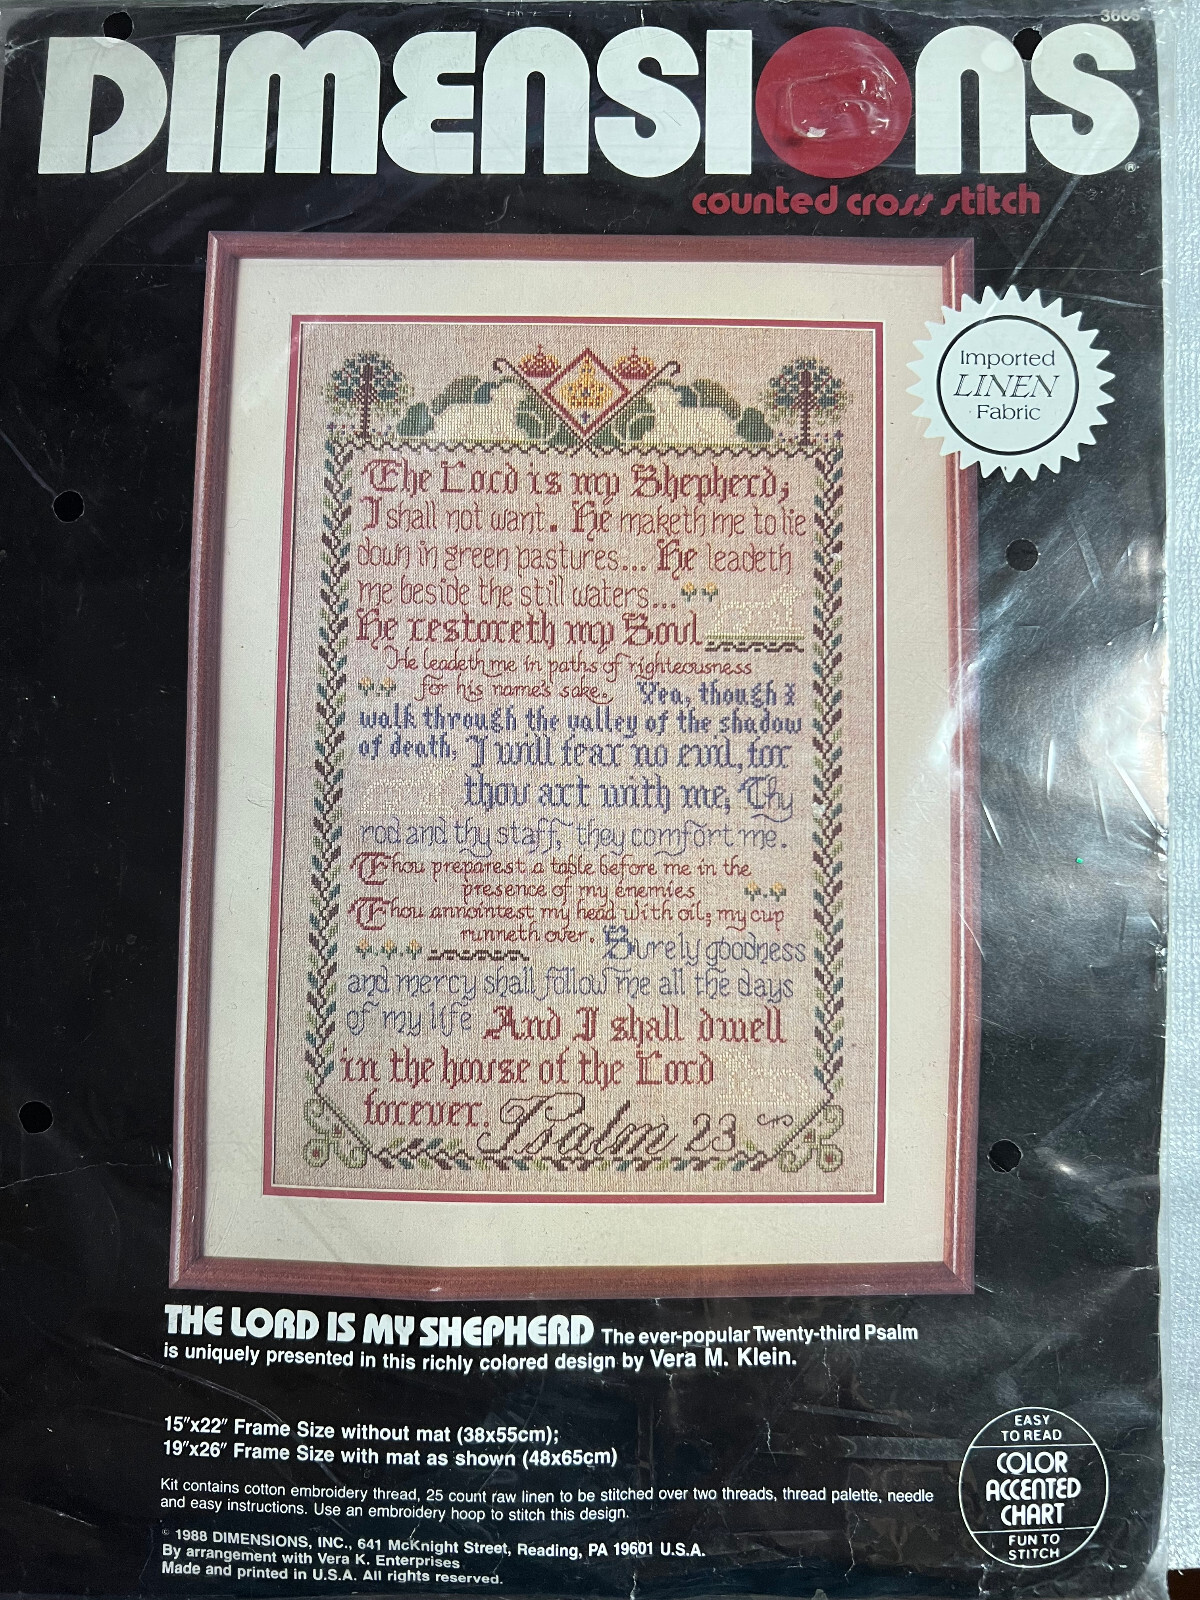 DIMENSIONS®
counted cross stitch
Imported
LINEN
Fabric
The Lord is my Shepherd;
I shall not want. He maketh me to lie
down in green pastures... He leadeth
me beside the still waters...
He restoreth my Soul
He leadeth me in paths of righteousness
for his name's sake. Yea, though I
walk through the valley of the shadow
of death, I will fear no evil, for
thou art with me; Thy
rod and thy staff, they comfort me.
Thou preparest a table before me in the
presence of my enemies
Thou annointest my head with oil; my cup
runneth over. Surely goodness
and mercy shall follow me all the days
of my life And I shall dwell
in the house of the Lord
forever. Psalm 23
THE LORD IS MY SHEPHERD The ever-popular Twenty-third Psalm
is uniquely presented in this richly colored design by Vera M. Klein.
15"x22" Frame Size without mat (38x55cm);
19"x26" Frame Size with mat as shown (48x65cm)
Kit contains cotton embroidery thread, 25 count raw linen to be stitched over two threads, thread palette, needle
and easy instructions. Use an embroidery hoop to stitch this design.
© 1988 DIMENSIONS, INC., 641 McKnight Street, Reading, PA 19601 U.S.A.
By arrangement with Vera K. Enterprises
Made and printed in U.S.A. All rights reserved.
EASY
TO READ
COLOR
ACCENTED
CHART
FUN TO
STITCH